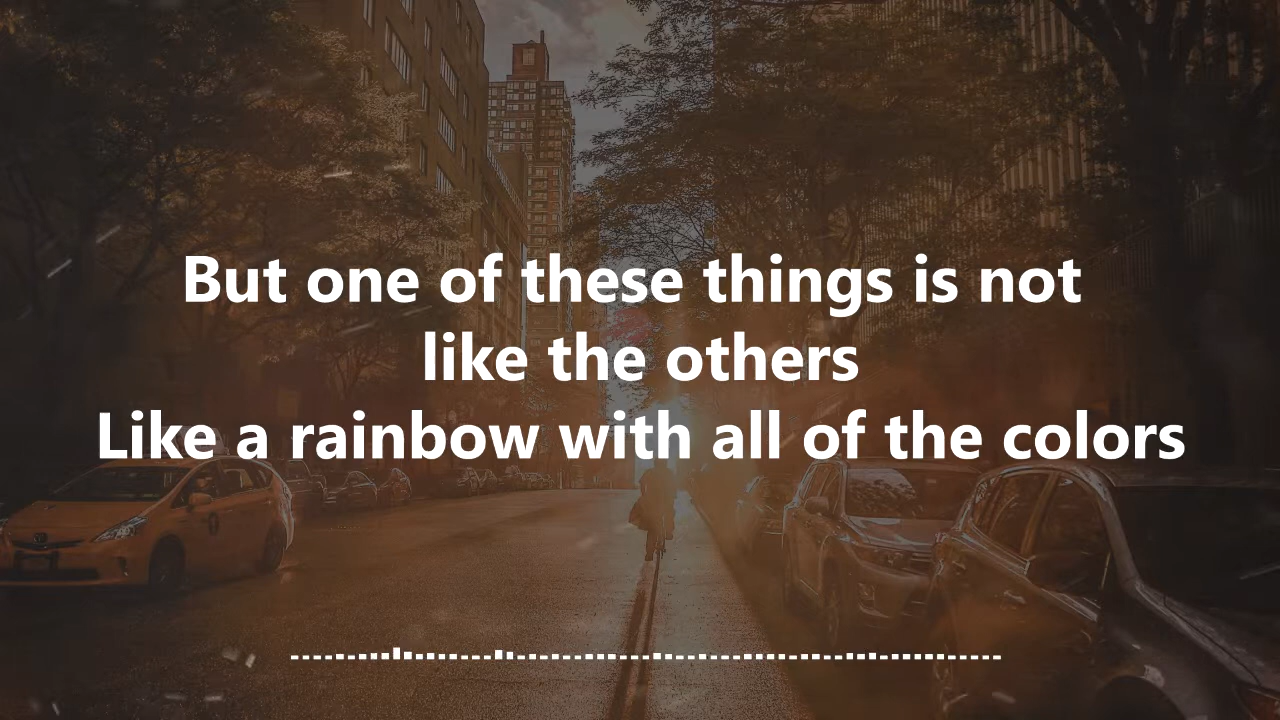 But one of these things is not
like the others
Like a rainbow with all of the colors